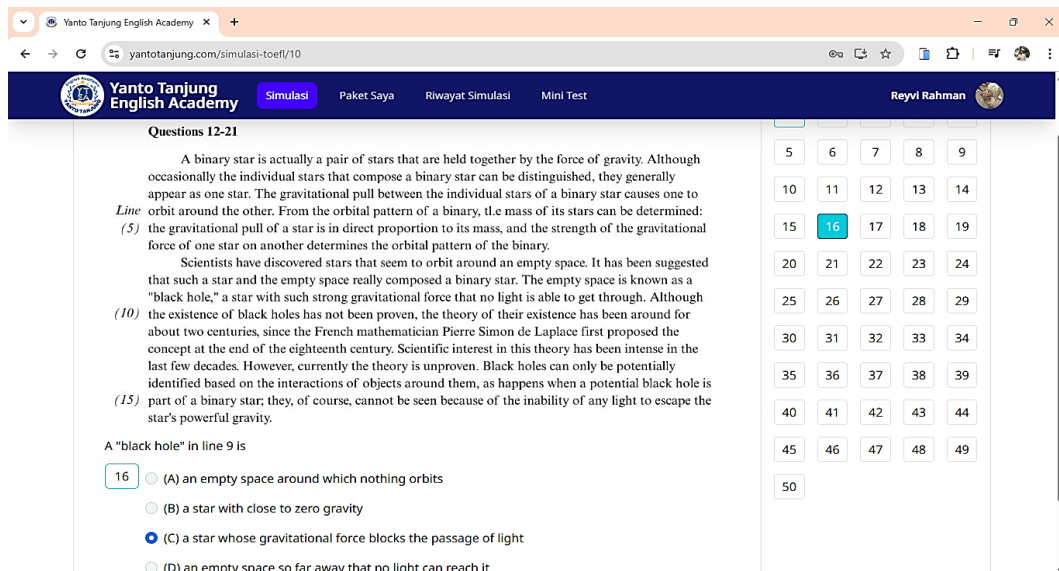 Yanto Tanjung English Academy
yantotanjung.com/simulasi-toefl/10
Yanto Tanjung
English Academy
Simulasi
Paket Saya
Riwayat Simulasi
Mini Test
Reyvi Rahman
Questions 12-21
A binary star is actually a pair of stars that are held together by the force of gravity. Although
occasionally the individual stars that compose a binary star can be distinguished, they generally
appear as one star. The gravitational pull between the individual stars of a binary star causes one to
Line orbit around the other. From the orbital pattern of a binary, tl.e mass of its stars can be determined:
(5) the gravitational pull of a star is in direct proportion to its mass, and the strength of the gravitational
force of one star on another determines the orbital pattern of the binary.
Scientists have discovered stars that seem to orbit around an empty space. It has been suggested
that such a star and the empty space really composed a binary star. The empty space is known as a
"black hole," a star with such strong gravitational force that no light is able to get through. Although
(10) the existence of black holes has not been proven, the theory of their existence has been around for
about two centuries, since the French mathematician Pierre Simon de Laplace first proposed the
concept at the end of the eighteenth century. Scientific interest in this theory has been intense in the
last few decades. However, currently the theory is unproven. Black holes can only be potentially
identified based on the interactions of objects around them, as happens when a potential black hole is
(15) part of a binary star; they, of course, cannot be seen because of the inability of any light to escape the
star's powerful gravity.
A "black hole" in line 9 is
16
(A) an empty space around which nothing orbits
(B) a star with close to zero gravity
(C) a star whose gravitational force blocks the passage of light
(D) an empty space so far away that no light can reach it
5 6 7 8 9
10 11 12 13 14
15 16 17 18 19
20 21 22 23 24
25 26 27 28 29
30 31 32 33 34
35 36 37 38 39
40 41 42 43 44
45 46 47 48 49
50